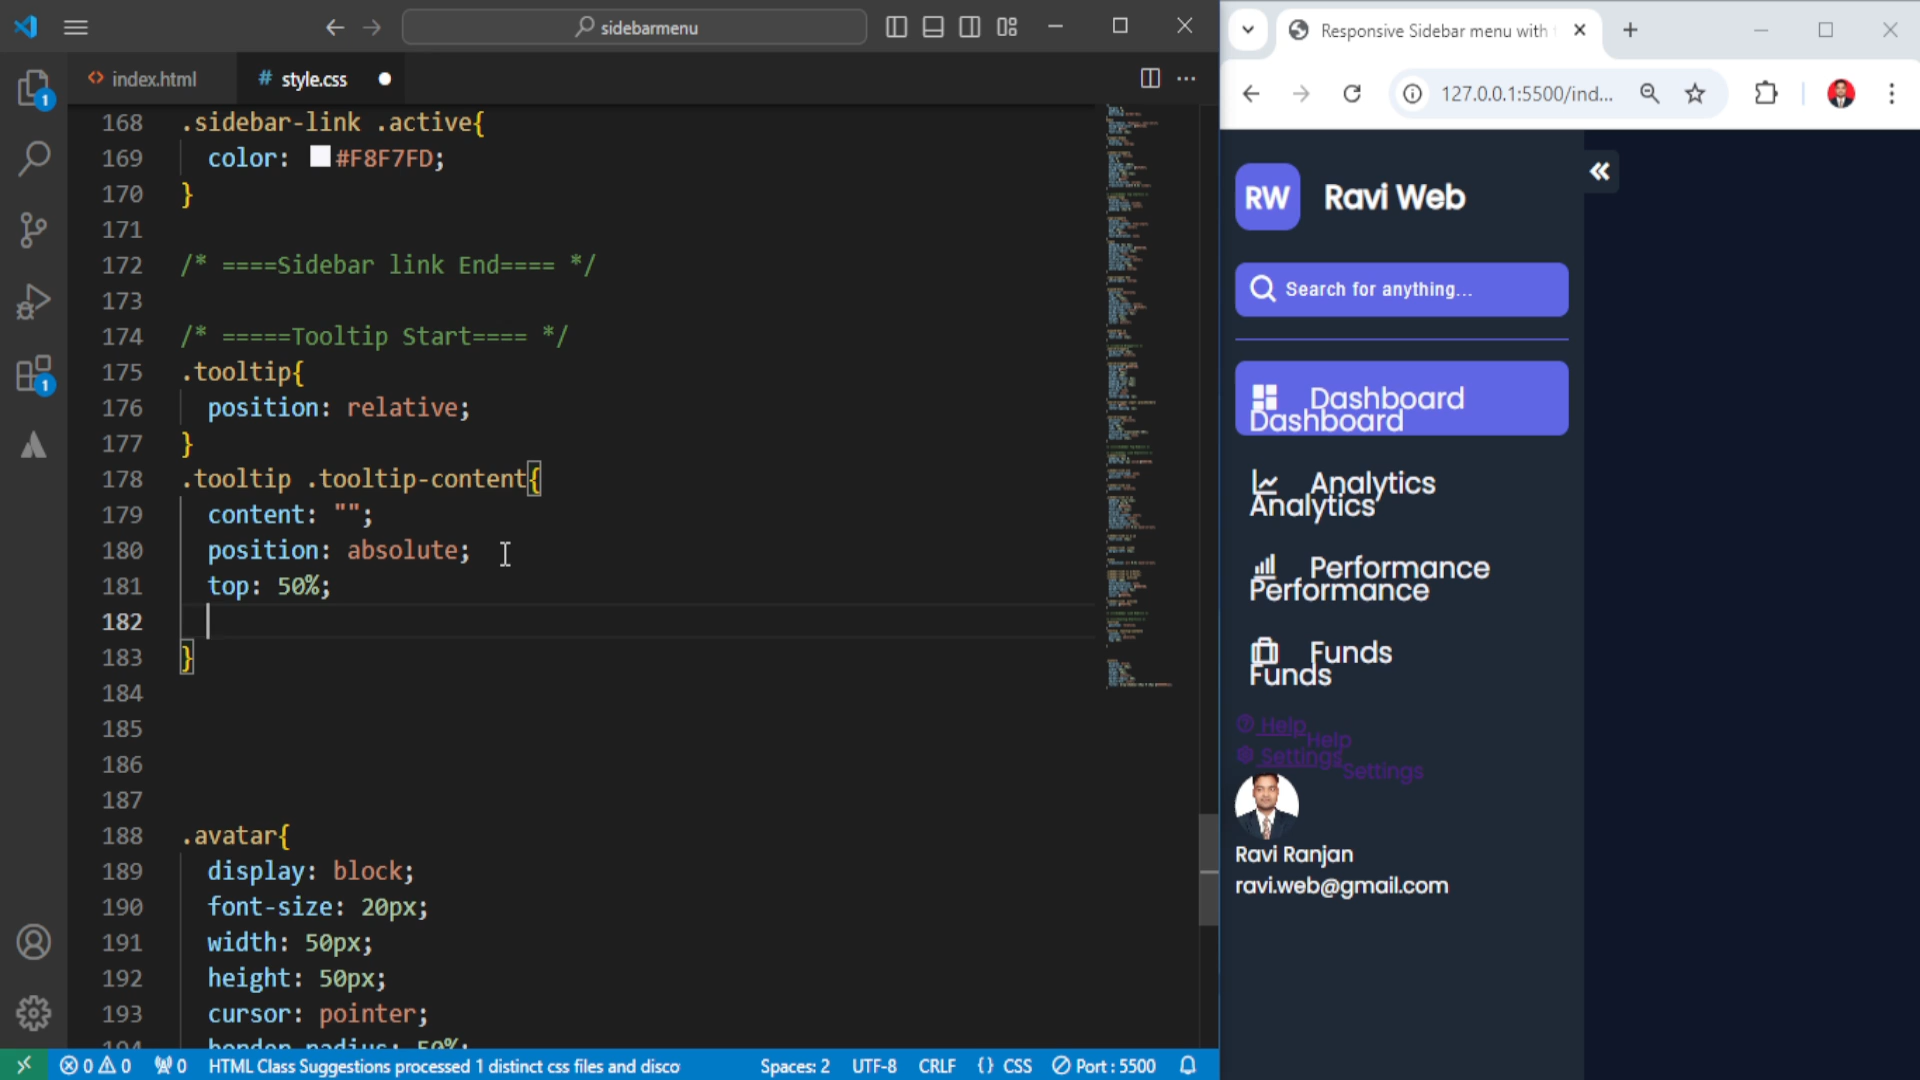 sidebarmenu
index.html
# style.css
168 .sidebar-link .active{
169 color: #F8F7FD;
170 }
171
172 /* ====Sidebar link End==== */
173
174 /* =====Tooltip Start==== */
175 .tooltip{
176 position: relative;
177 }
178 .tooltip .tooltip-content{
179 content: "";
180 position: absolute;
181 top: 50%;
182
183 }
184
185
186
187
188 .avatar{
189 display: block;
190 font-size: 20px;
191 width: 50px;
192 height: 50px;
193 cursor: pointer;
194 border-radius: 50%;
1
1
0 0 0 HTML Class Suggestions processed 1 distinct css files and disco Spaces: 2 UTF-8 CRLF {} CSS Port : 5500
Responsive Sidebar menu with
127.0.0.1:5500/ind...
RW Ravi Web
Search for anything...
Dashboard
Dashboard
Analytics
Analytics
Performance
Performance
Funds
Funds
Help
Help
Settings
Settings
Ravi Ranjan
ravi.web@gmail.com